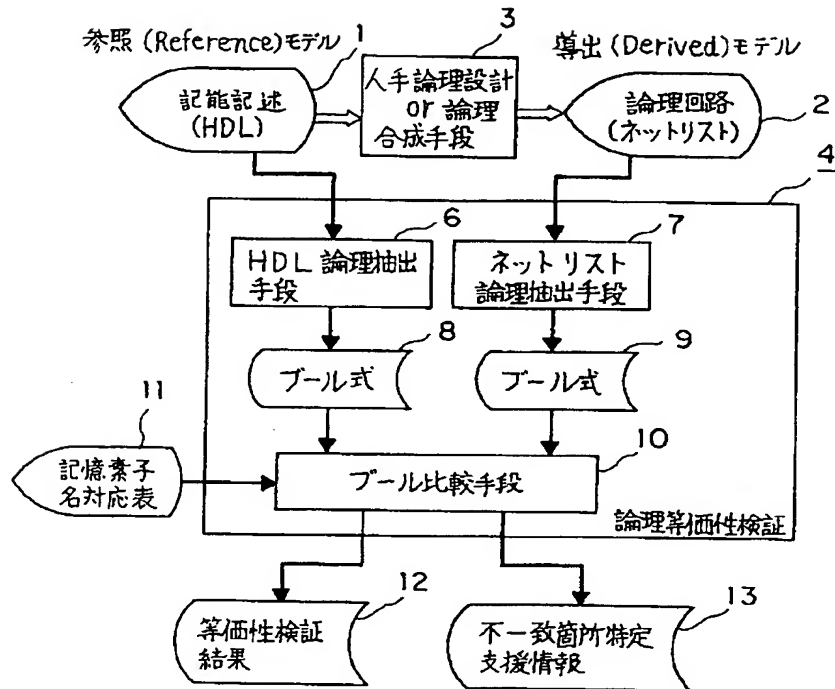 参照(Reference)モデル
1
3
導出(Derived)モデル
記能記述
(HDL)
人手論理設計
or 論理
合成手段
論理回路
(ネットリスト)
2
4
6
7
HDL論理抽出
手段
ネットリスト
論理抽出手段
8
9
ブール式
ブール式
11
10
記憶素子
名対応表
ブール比較手段
論理等価性検証
12
13
等価性検証
結果
不一致箇所特定
支援情報